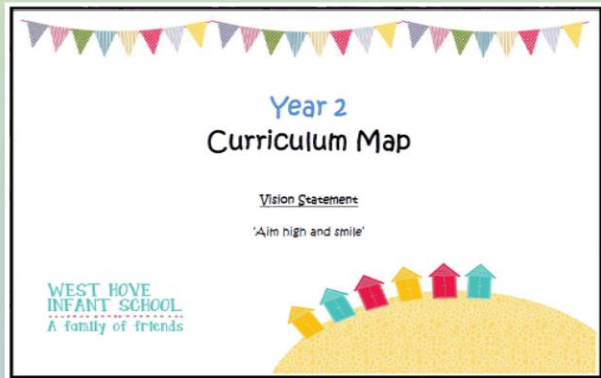 Year 2
Curriculum Map
Vision Statement
'Aim high and smile'
WEST HOVE
INFANT SCHOOL
A family of friends